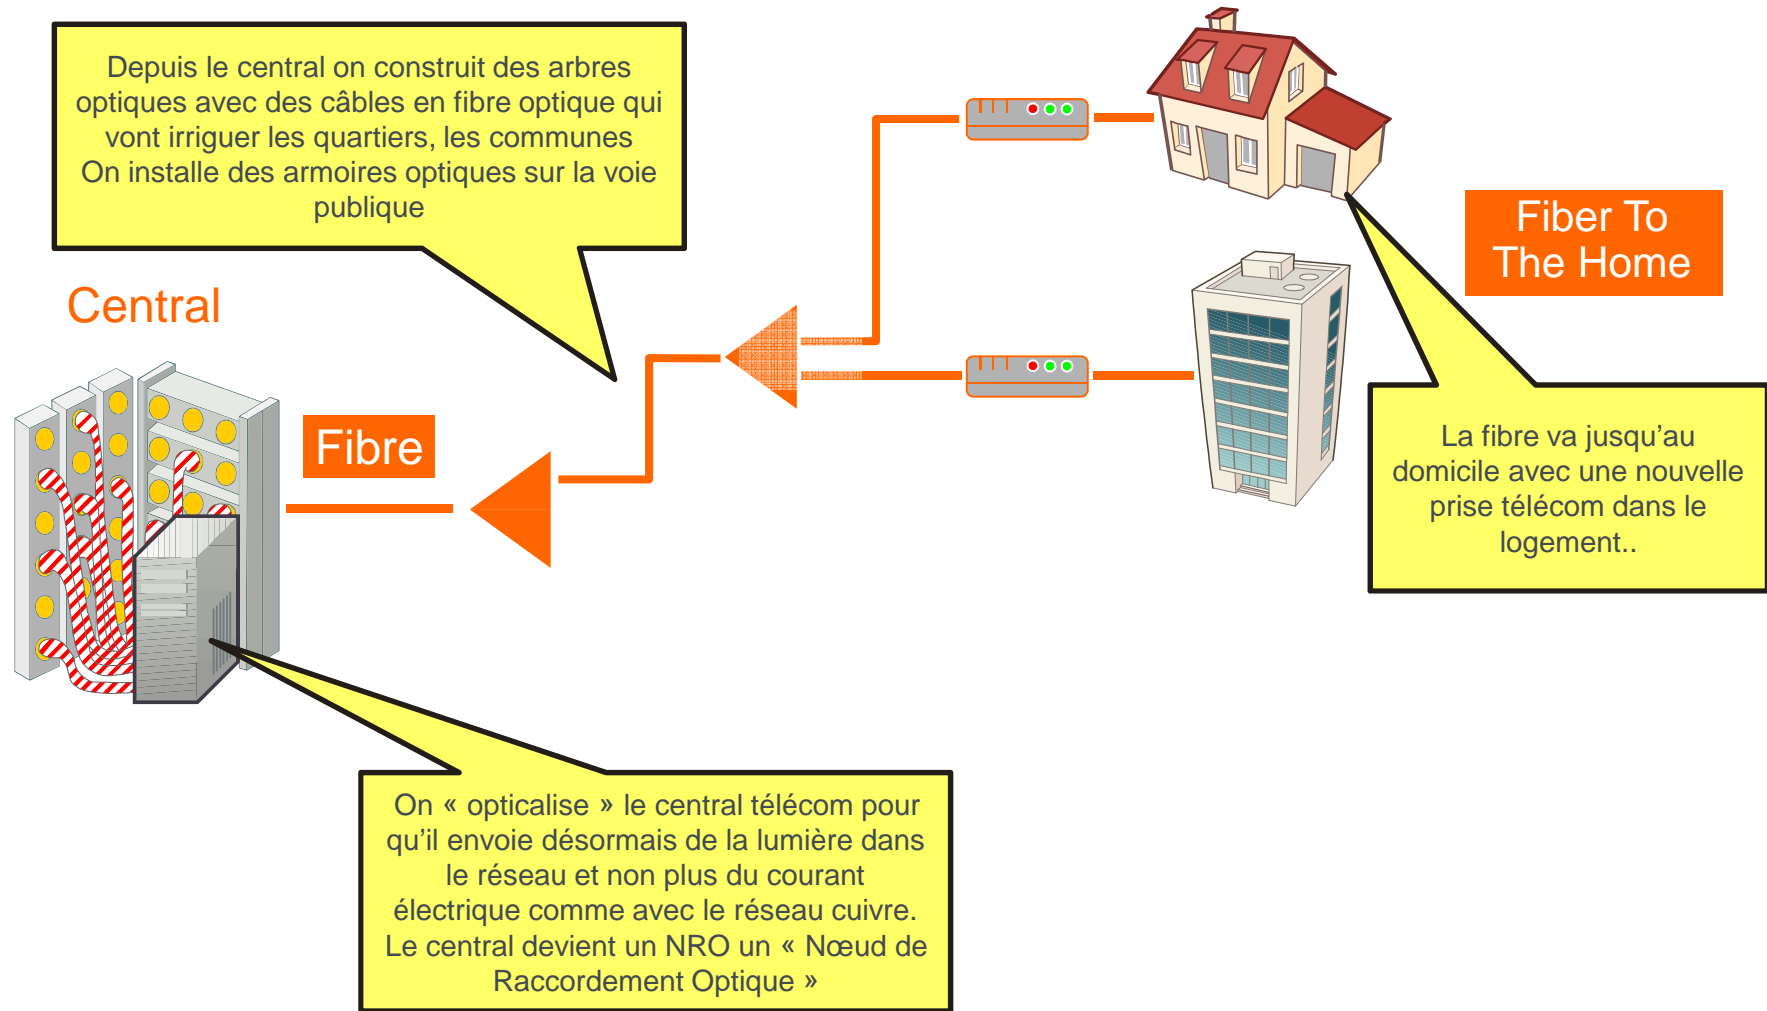 Depuis le central on construit des arbres
optiques avec des câbles en fibre optique qui
vont irriguer les quartiers, les communes
On installe des armoires optiques sur la voie
publique
Fiber To
The Home
Central
Fibre
La fibre va jusqu’au
domicile avec une nouvelle
prise télécom dans le
logement..
On « opticalise » le central télécom pour
qu’il envoie désormais de la lumière dans
le réseau et non plus du courant
électrique comme avec le réseau cuivre.
Le central devient un NRO un « Nœud de
Raccordement Optique »